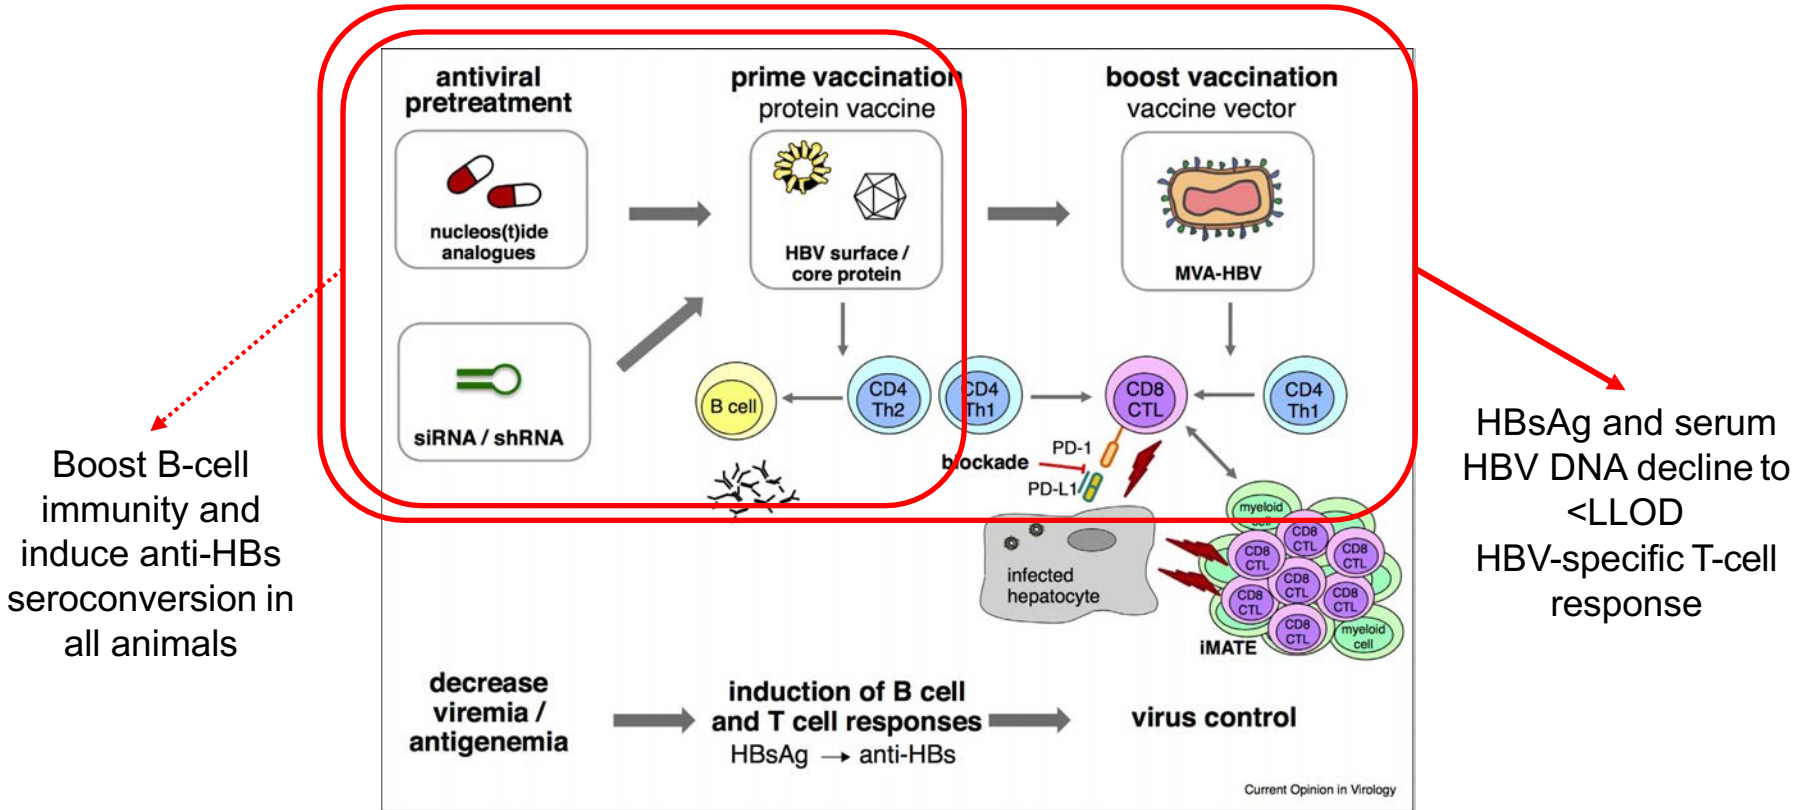 antiviral
pretreatment
prime vaccination
protein vaccine
boost vaccination
vaccine vector
nucleos(t)ide
analogues
HBV surface /
core protein
MVA-HBV
siRNA / shRNA
B cell
CD4
Th2
CD4
Th1
CD8
CTL
CD4
Th1
PD-1
blockade
PD-L1
infected
hepatocyte
myeloid
cell
CD8
CTL
CD8
CTL
CD8
CTL
CD8
CTL
CD8
CTL
CD8
CTL
CD8
CTL
myeloid
cell
iMATE
Boost B-cell
immunity and
induce anti-HBs
seroconversion in
all animals
HBsAg and serum
HBV DNA decline to
<LLOD
HBV-specific T-cell
response
decrease
viremia /
antigenemia
induction of B cell
and T cell responses
HBsAg → anti-HBs
virus control
Current Opinion in Virology